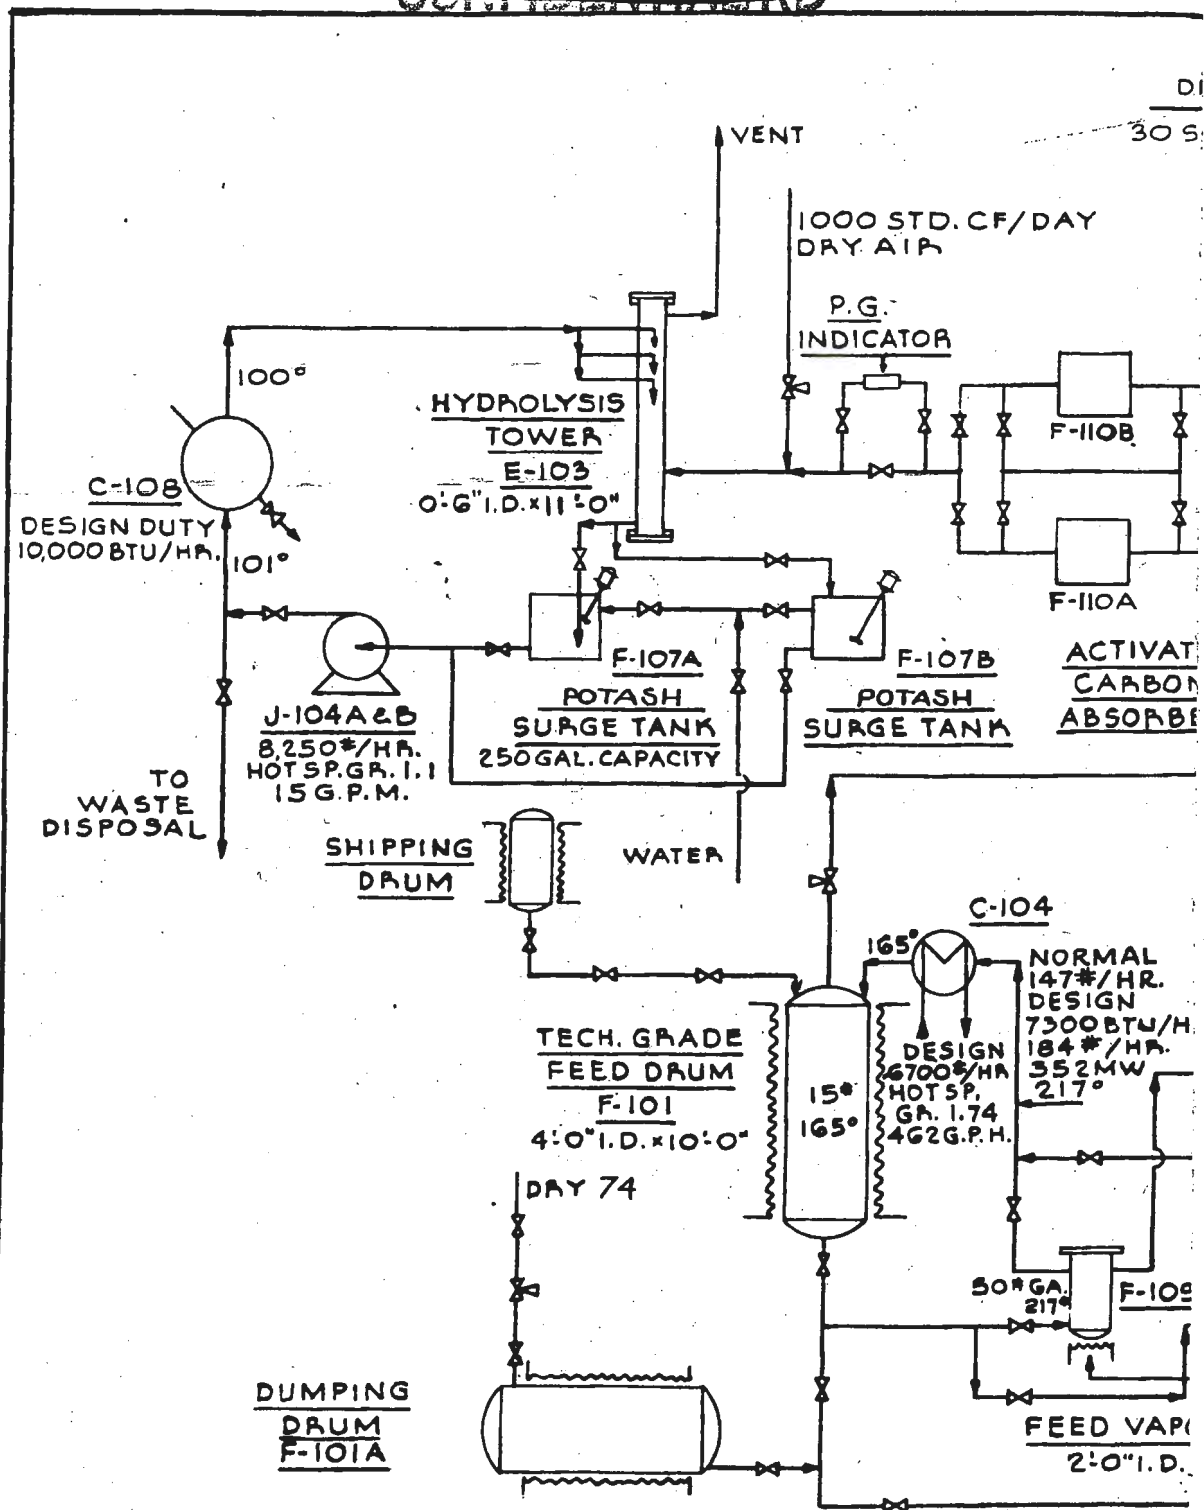 VENT
30
1000 STD. CF/DAY
DRY AIR
P.G.
INDICATOR
100°
HYDROLYSIS
TOWER
E-103
0'-6" I.D. x 11'-0"
F-110B
C-108
DESIGN DUTY
10,000 BTU/HR.
101°
F-110A
F-107A
POTASH
SURGE TANK
250 GAL. CAPACITY
F-107B
POTASH
SURGE TANK
ACTIVAT
CARBON
ABSORBE
J-104 A & B
8,250#/HR.
HOT SP. GR. 1.1
15 G.P.M.
TO
WASTE
DISPOSAL
SHIPPING
DRUM
WATER
C-104
165°
NORMAL
147#/HR.
DESIGN
7300 BTU/H
184#/HR.
352 MW
217°
TECH. GRADE
FEED DRUM
F-101
4'-0" I.D. x 10'-0"
15#
165°
DESIGN
6700#/HR
HOT SP.
GR. 1.74
462 G.P.H.
DRY 74
50# GA.
217°
DUMPING
DRUM
F-101A
FEED VAP
2'-0" I.D.